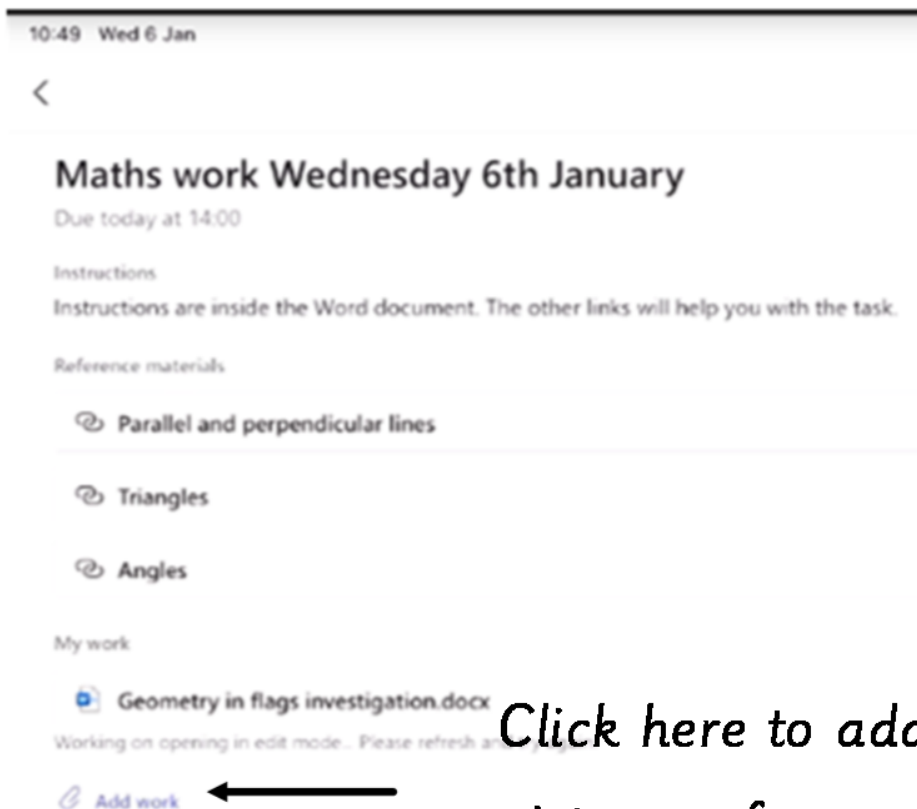 10:49 Wed 6 Jan
Maths work Wednesday 6th January
Due today at 14:00
Instructions
Instructions are inside the Word document. The other links will help you with the task.
Reference materials
Parallel and perpendicular lines
Triangles
Angles
My work
Geometry in flags investigation.docx
Click here to add
Working on opening in edit mode... Please refresh and
Add work